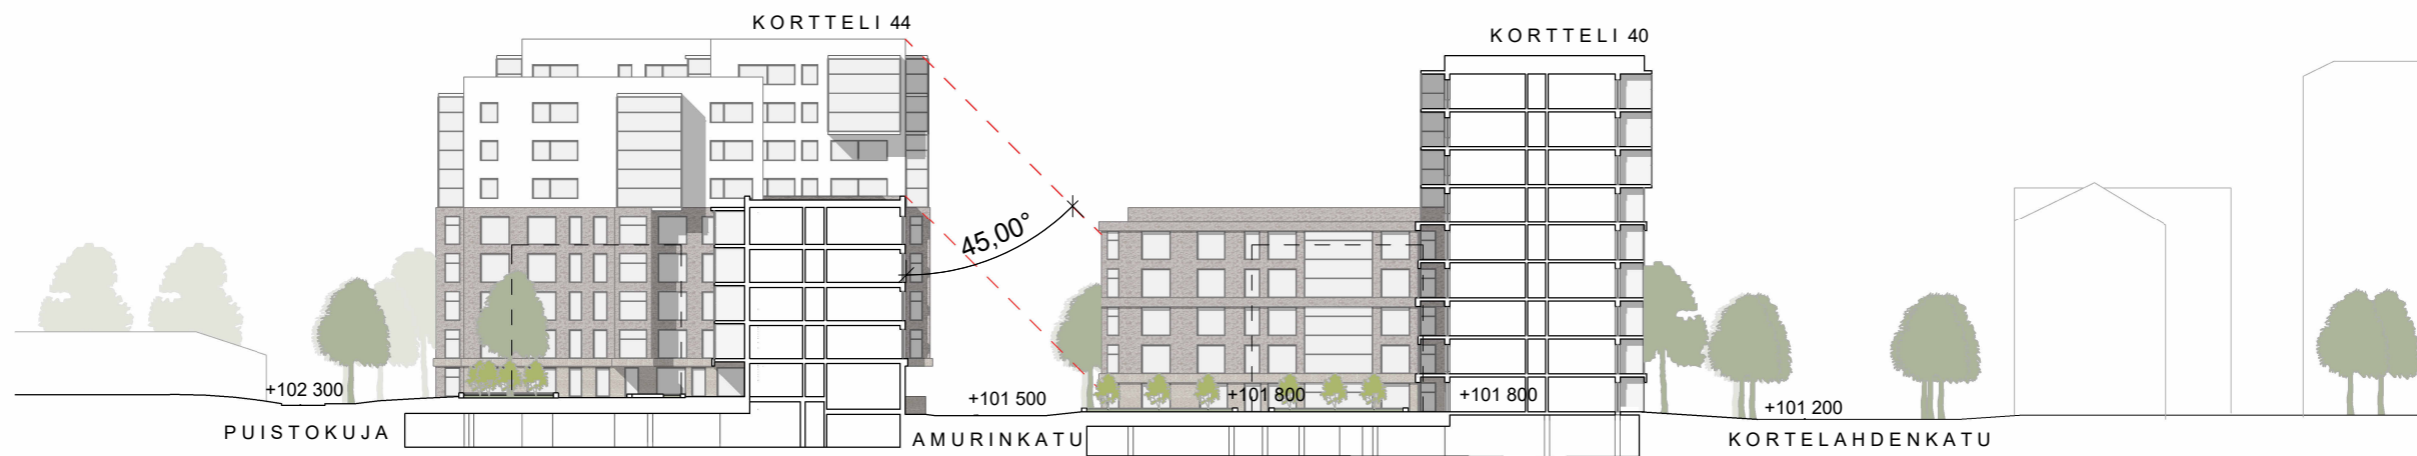 KORTTELI 44
KORTTELI 40
45,00°
+102 300
+101 500
+101 800
+101 800
+101 200
PUISTOKUJA
AMURINKATU
KORTELAHDENKATU